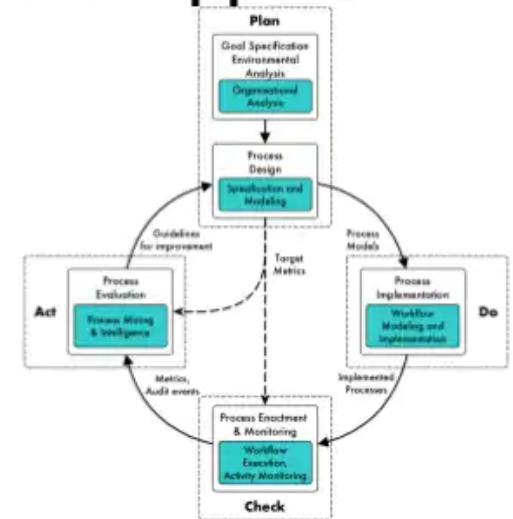 Plan
Goal Specification
Environmental
Analysis
Organisational
Analysis
Process
Design
Specification and
Modeling
Guidelines
for improvement
Process
Models
Target
Metrics
Act
Process
Evaluation
Process Mining
& Intelligence
Process
Implementation
Workflow
Modeling and
Implementation
Do
Metrics,
Audit events
Implemented
Processes
Process Enactment
& Monitoring
Workflow
Execution,
Activity Monitoring
Check